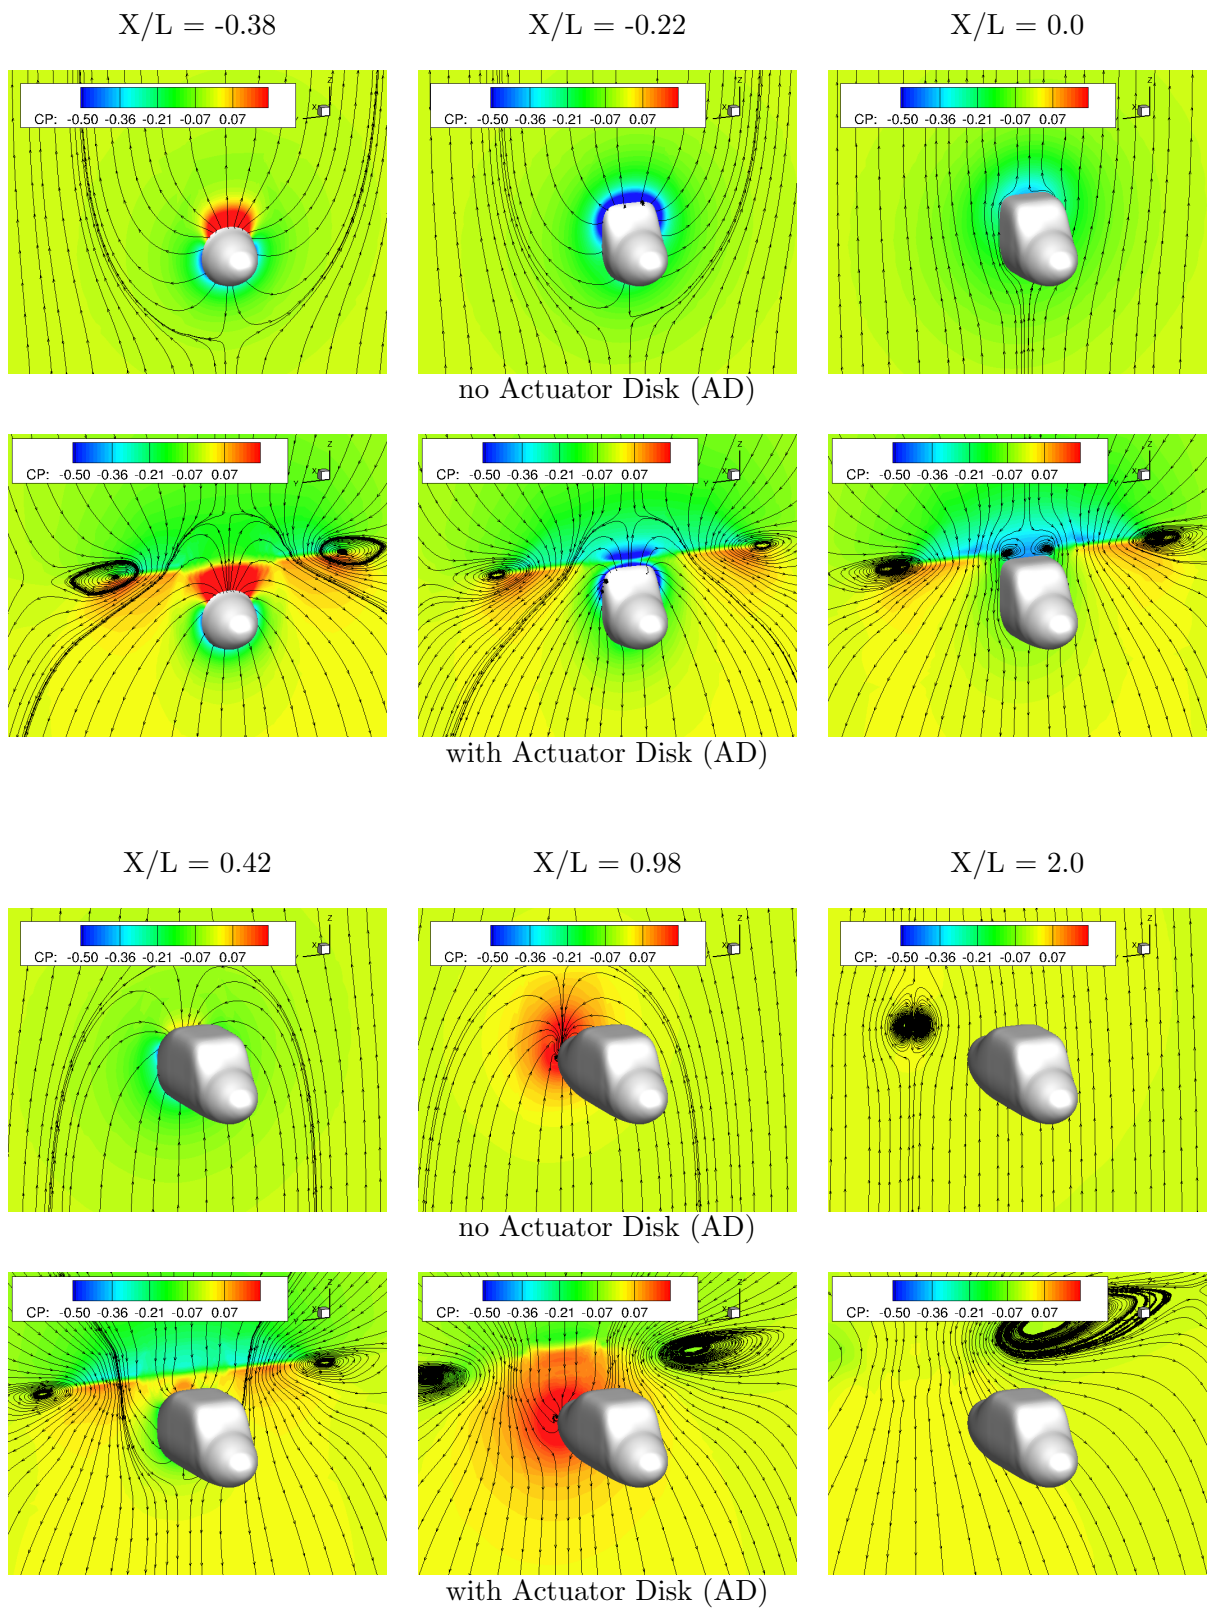 X/L = -0.38 X/L = -0.22 X/L = 0.0
Z Z Z
X X
CP: -0.50 -0.36 -0.21 -0.07 0.07 CP: -0.50 -0.36 -0.21 -0.07 0.07 CP: -0.50 -0.36 -0.21 -0.07 0.07
no Actuator Disk (AD)
Z Z Z
X
CP: -0.50 -0.36 -0.21 -0.07 0.07 CP: -0.50 -0.36 -0.21 -0.07 0.07 CP: -0.50 -0.36 -0.21 -0.07 0.07
with Actuator Disk (AD)
X/L = 0.42 X/L = 0.98 X/L = 2.0
Z Z Z
X X X
CP: -0.50 -0.36 -0.21 -0.07 0.07 CP: -0.50 -0.36 -0.21 -0.07 0.07 CP: -0.50 -0.36 -0.21 -0.07 0.07
no Actuator Disk (AD)
Z Z Z
X X
CP: -0.50 -0.36 -0.21 -0.07 0.07 CP: -0.50 -0.36 -0.21 -0.07 0.07 CP: -0.50 -0.36 -0.21 -0.07 0.07
with Actuator Disk (AD)